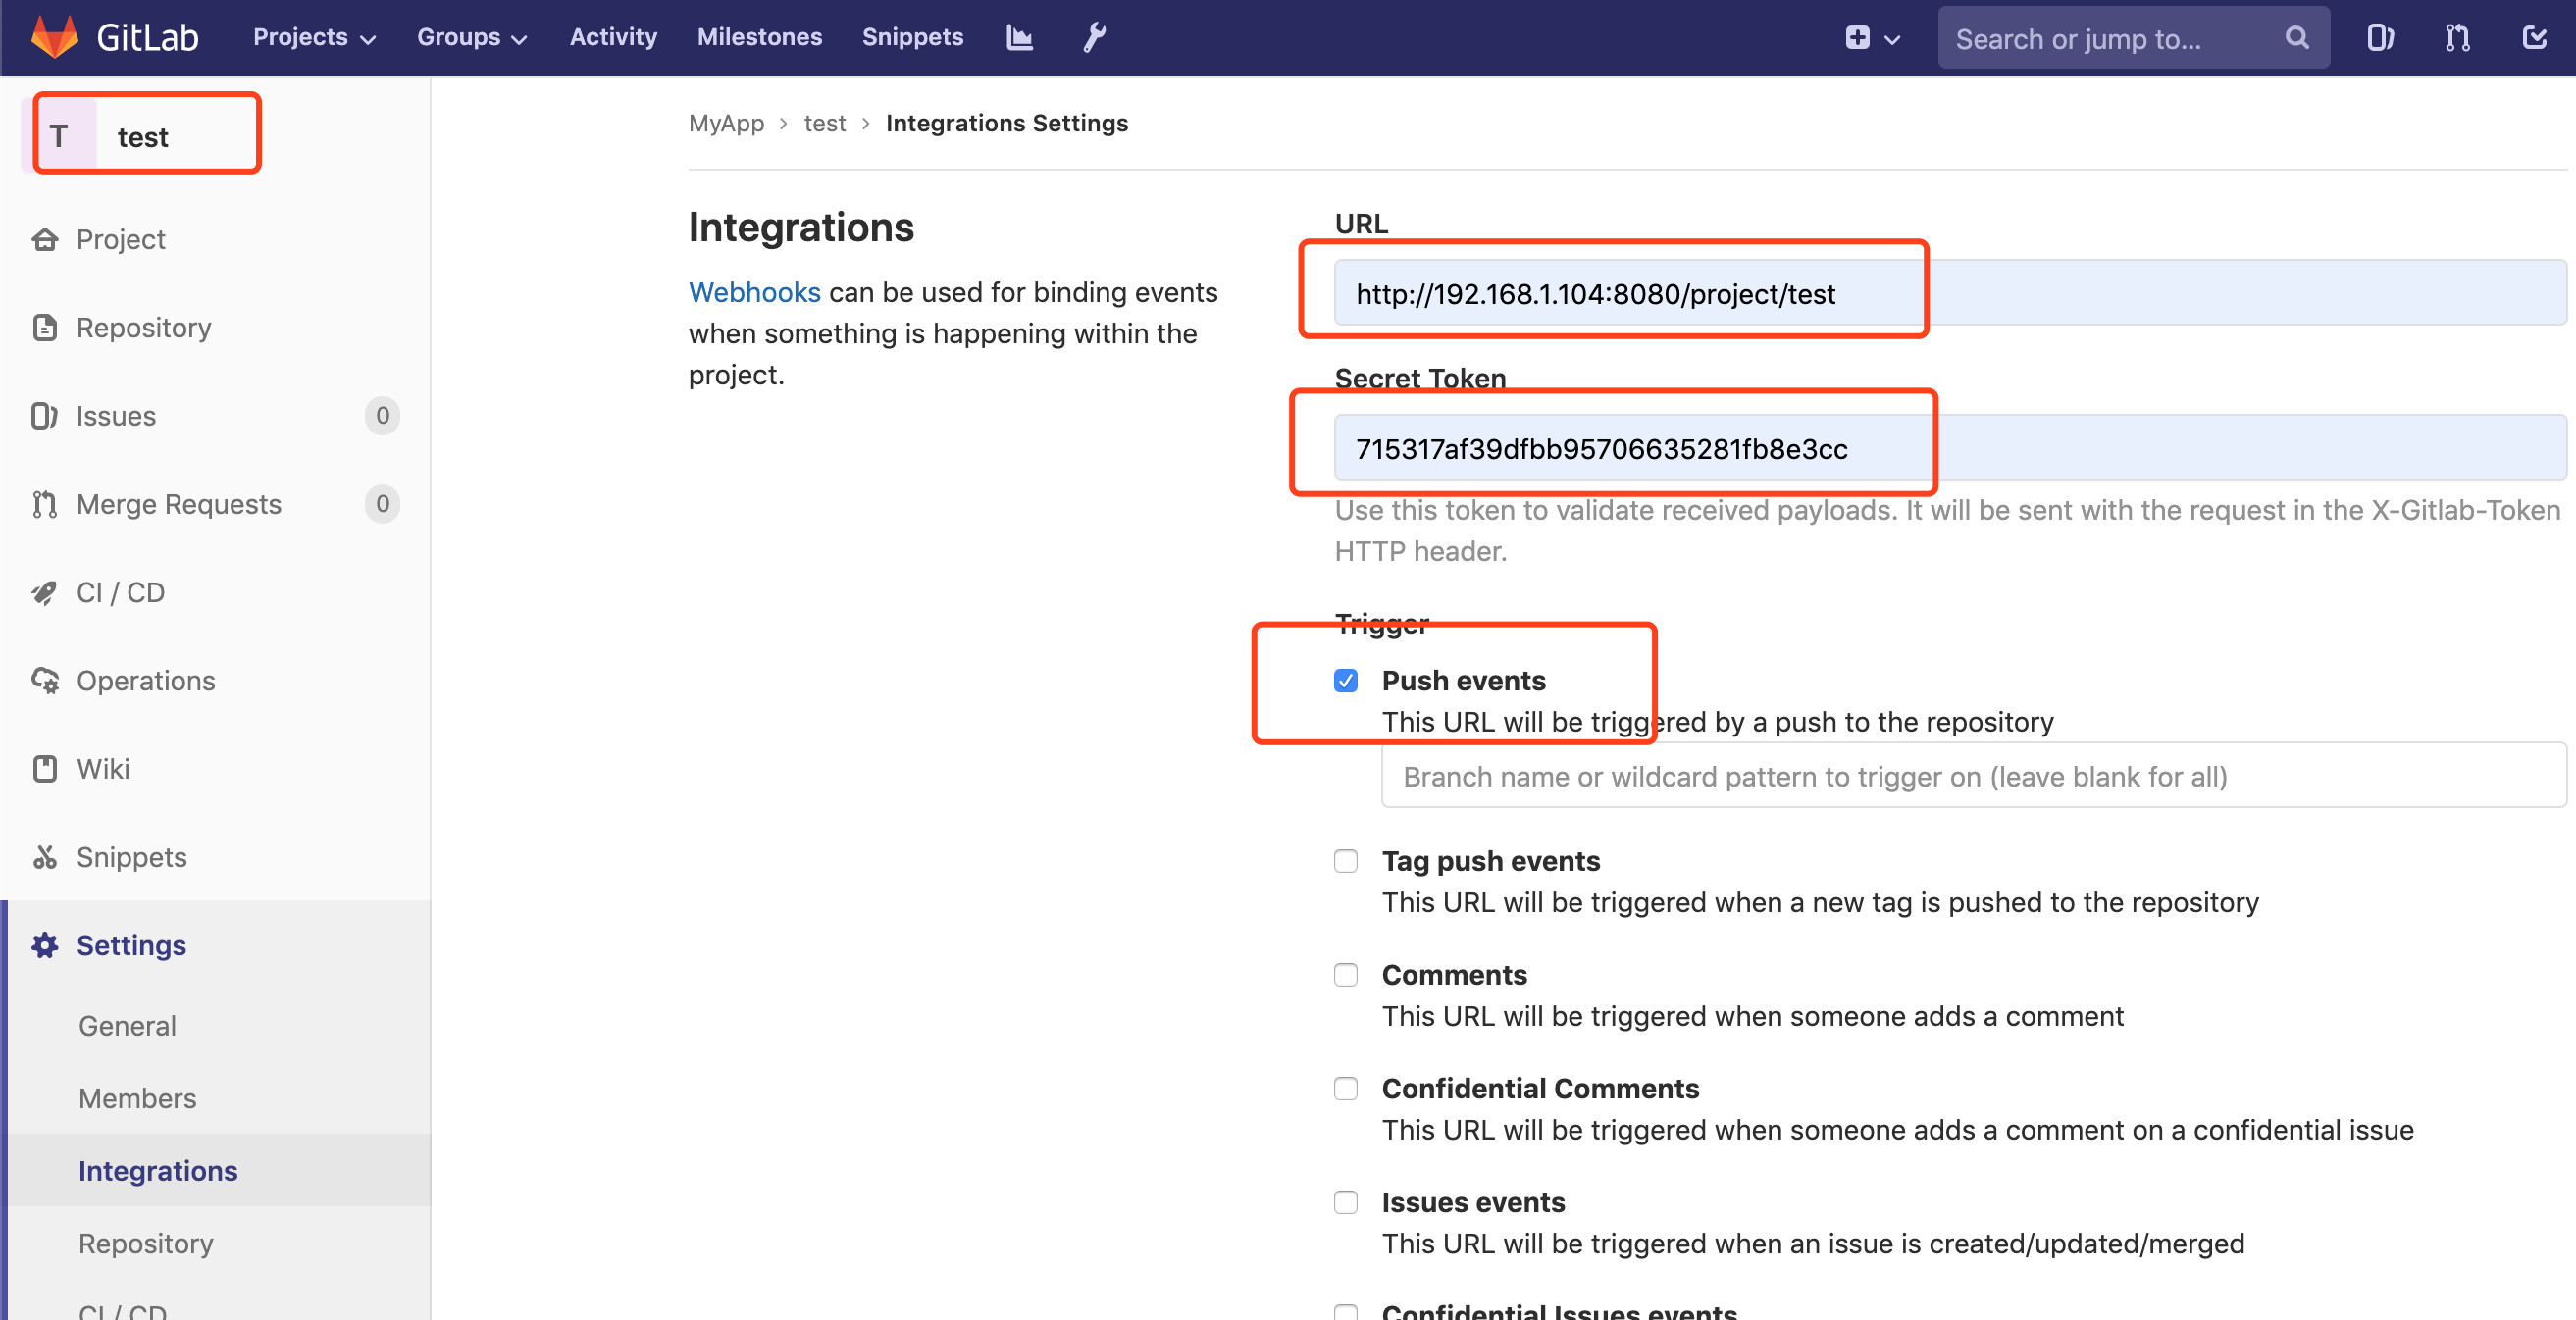 GitLab Projects Groups Activity Milestones Snippets Search or jump to...
T test
Project
Repository
Issues 0
Merge Requests 0
CI / CD
Operations
Wiki
Snippets
Settings
General
Members
Integrations
Repository
CI / CD
MyApp > test > Integrations Settings
Integrations
Webhooks can be used for binding events
when something is happening within the
project.
URL
http://192.168.1.104:8080/project/test
Secret Token
715317af39dfbb95706635281fb8e3cc
Use this token to validate received payloads. It will be sent with the request in the X-Gitlab-Token
HTTP header.
Trigger
Push events
This URL will be triggered by a push to the repository
Branch name or wildcard pattern to trigger on (leave blank for all)
Tag push events
This URL will be triggered when a new tag is pushed to the repository
Comments
This URL will be triggered when someone adds a comment
Confidential Comments
This URL will be triggered when someone adds a comment on a confidential issue
Issues events
This URL will be triggered when an issue is created/updated/merged
Confidential Issues events